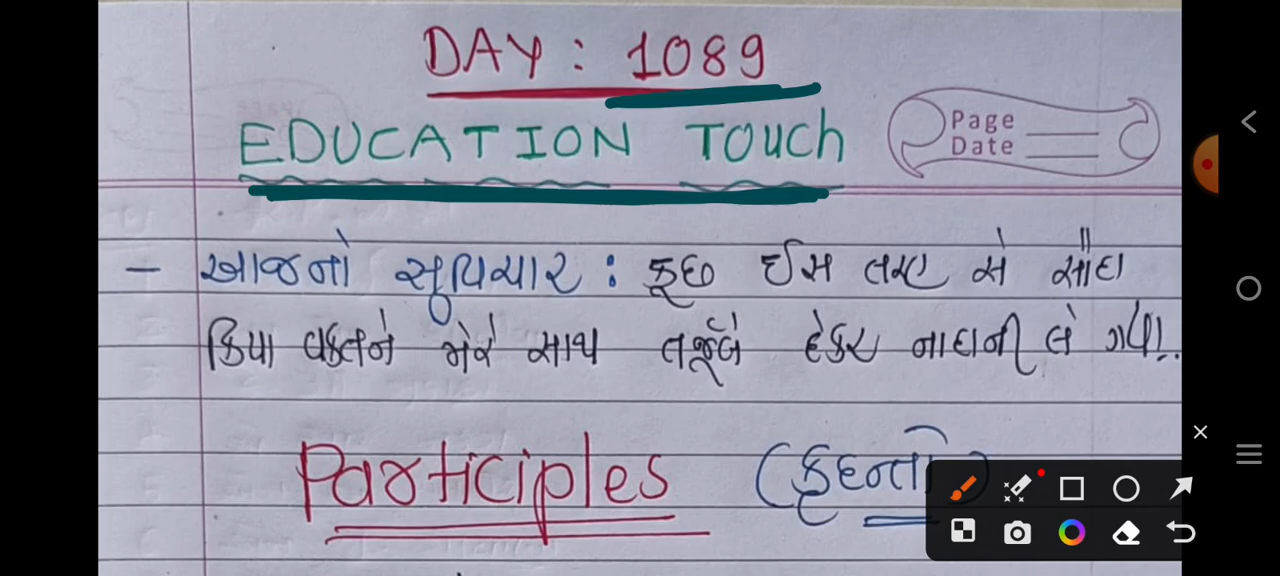 DAY : 1089
EDUCATION TOUCH
Page
Date
- આજનો સુવિચાર : કૂછ ઈસ તરહ સે સૌદા
કિયા વક્તને મેરે સાથ તજૂર્બે દેકર નાદાની લે ગયા.
Participles (કૃદન્તો)